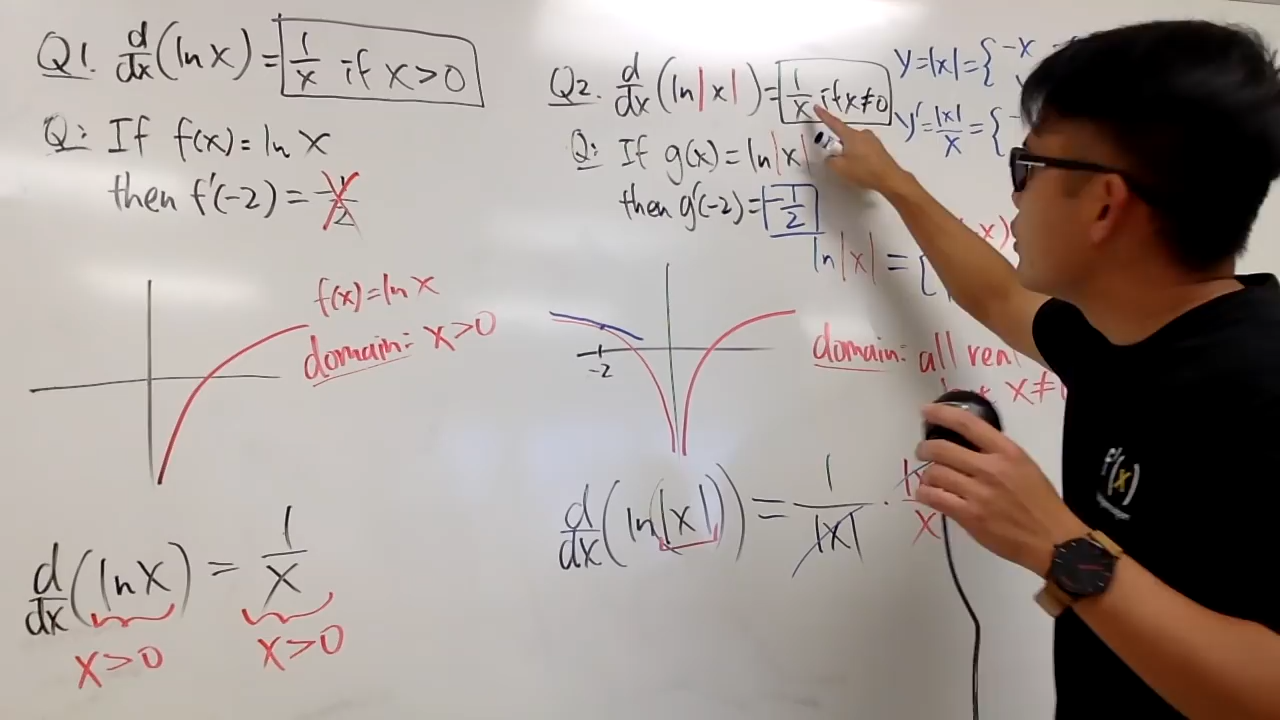 Q1. d/dx (ln x) = 1/x if x>0
Q: If f(x) = ln x
then f'(-2) = -1/2
f(x) = ln x
domain: x>0
d/dx (ln x) = 1/x
x>0 x>0
Q2. d/dx (ln|x|) = 1/x if x≠0
Q: If g(x) = ln|x|
then g'(-2) = -1/2
y = |x| = { -x
y' = |x|/x = { -
ln|x| = {
x)
-2
domain: all real
x≠
d/dx (ln(|x|)) = 1/|x| ·
x
f'(x)